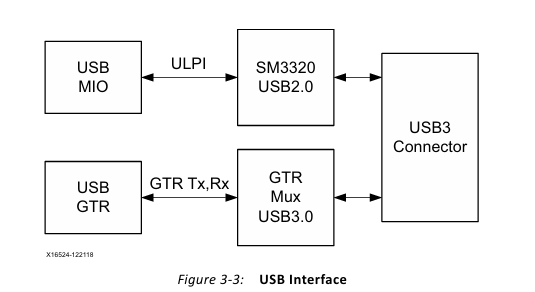 USB
MIO
ULPI
SM3320
USB2.0
USB3
Connector
USB
GTR
GTR Tx,Rx
GTR
Mux
USB3.0
X16524-122118
Figure 3-3: USB Interface